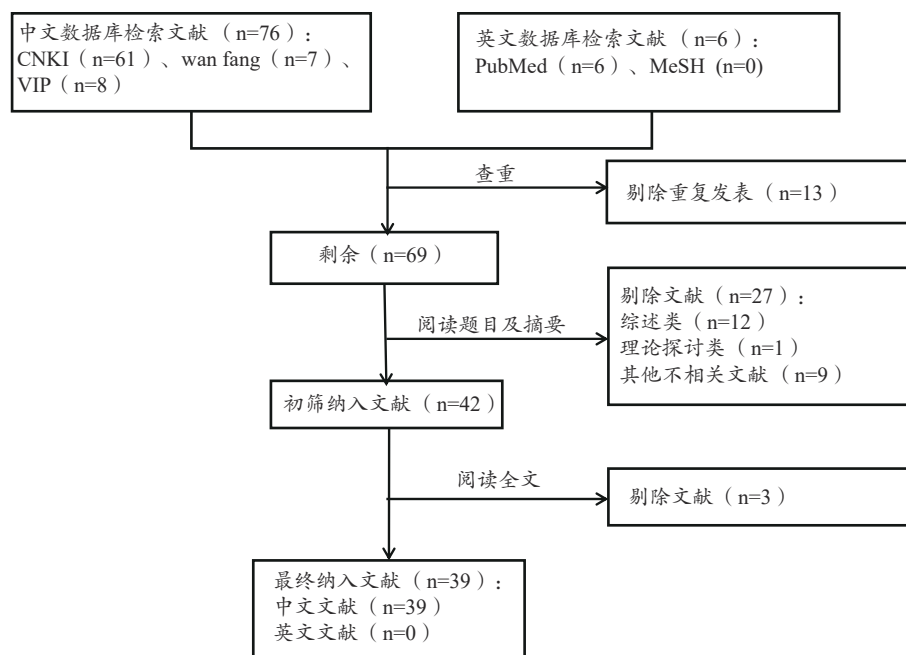 中文数据库检索文献（n=76）：
CNKI（n=61）、wan fang（n=7）、
VIP（n=8）
英文数据库检索文献（n=6）：
PubMed（n=6）、MeSH (n=0)
查重
剔除重复发表（n=13）
剩余（n=69）
阅读题目及摘要
剔除文献（n=27）：
综述类（n=12）
理论探讨类（n=1）
其他不相关文献（n=9）
初筛纳入文献（n=42）
阅读全文
剔除文献（n=3）
最终纳入文献（n=39）：
中文文献（n=39）
英文文献（n=0）